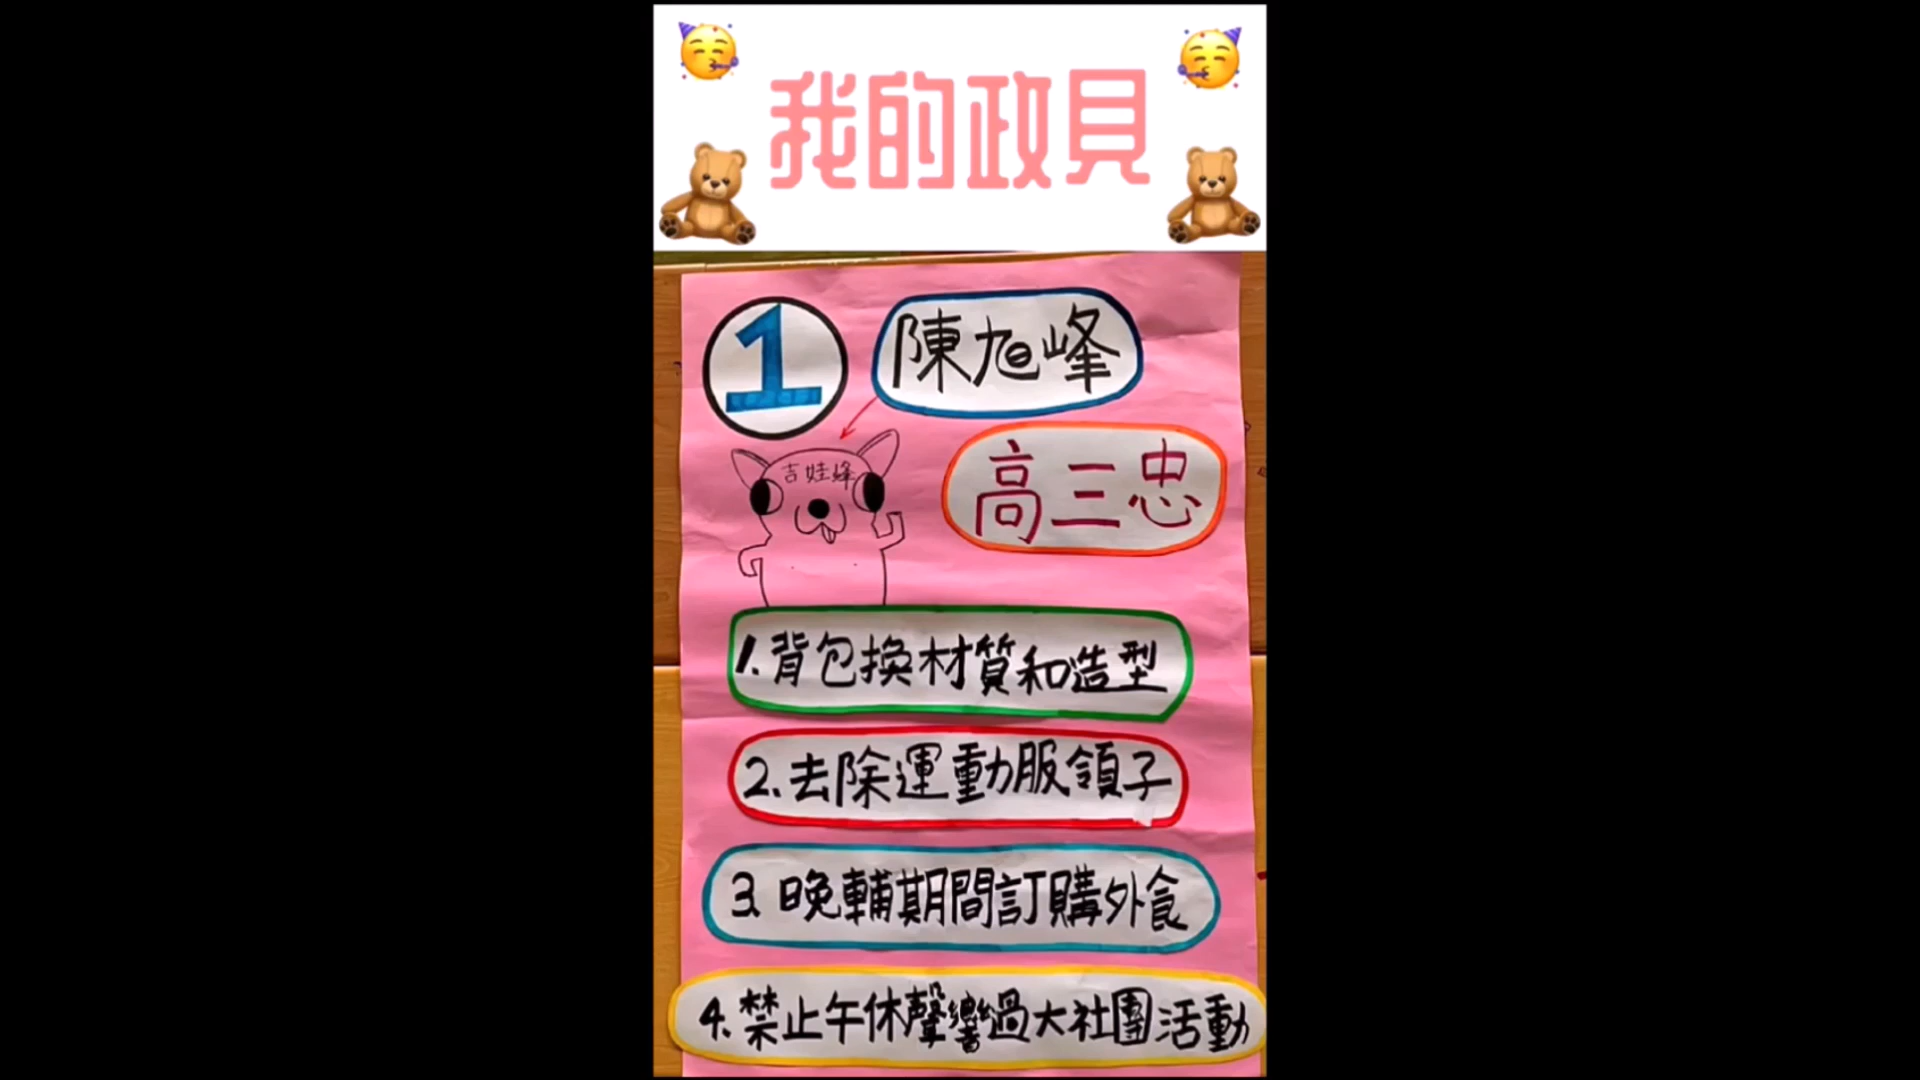 我的政見
1
陳旭峰
吉娃峰
高三忠
1.背包換材質和造型
2.去除運動服領子
3.晚輔期間訂購外食
4.禁止午休聲響過大社團活動